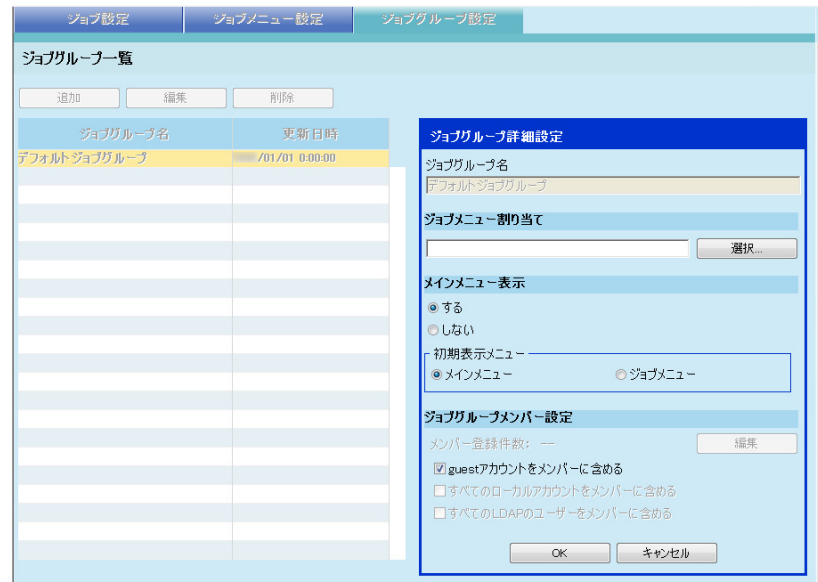 ジョブ設定
ジョブメニュー設定
ジョブグループ設定
ジョブグループ一覧
追加
編集
削除
ジョブグループ名
更新日時
デフォルトジョブグループ
/01/01 0:00:00
ジョブグループ詳細設定
ジョブグループ名
デフォルトジョブグループ
ジョブメニュー割り当て
選択...
メインメニュー表示
する
しない
初期表示メニュー
メインメニュー
ジョブメニュー
ジョブグループメンバー設定
メンバー登録件数: --
編集
guestアカウントをメンバーに含める
すべてのローカルアカウントをメンバーに含める
すべてのLDAPのユーザーをメンバーに含める
OK
キャンセル